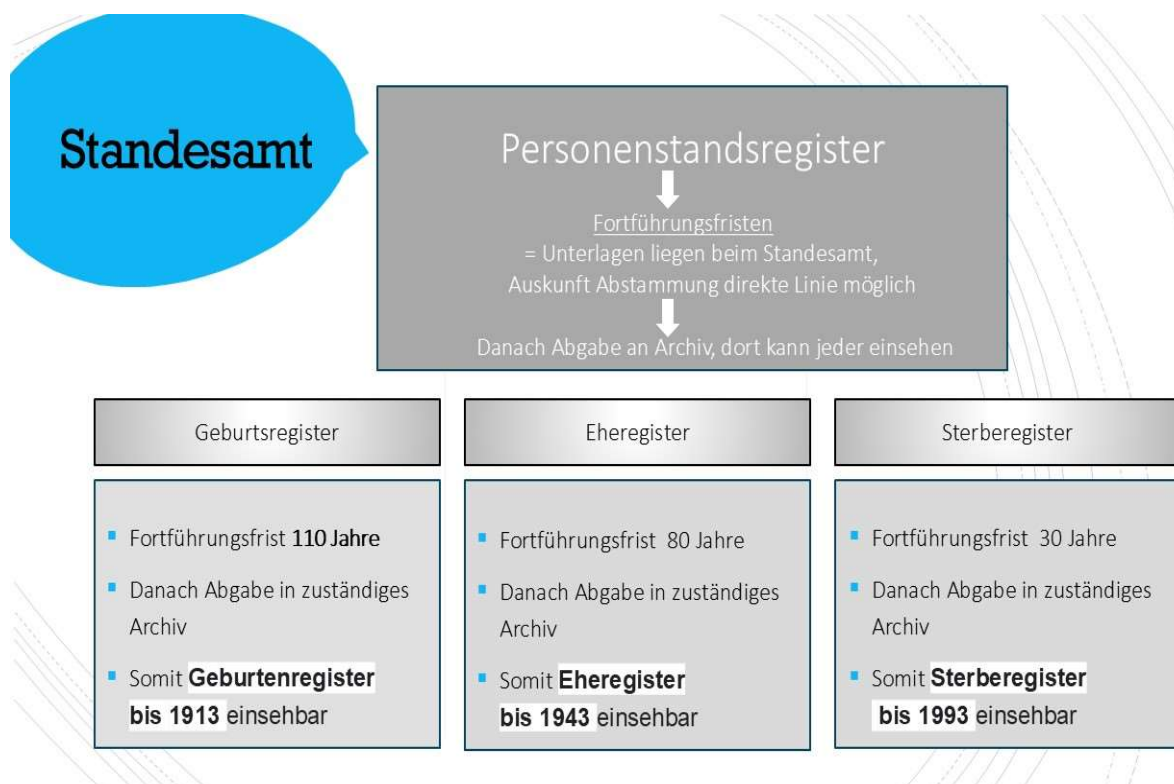 Standesamt
Personenstandsregister
Fortführungsfristen
= Unterlagen liegen beim Standesamt,
Auskunft Abstammung direkte Linie möglich
Danach Abgabe an Archiv, dort kann jeder einsehen
Geburtsregister
Fortführungsfrist 110 Jahre
Danach Abgabe in zuständiges
Archiv
Somit Geburtenregister
bis 1913 einsehbar
Eheregister
Fortführungsfrist 80 Jahre
Danach Abgabe in zuständiges
Archiv
Somit Eheregister
bis 1943 einsehbar
Sterberegister
Fortführungsfrist 30 Jahre
Danach Abgabe in zuständiges
Archiv
Somit Sterberegister
bis 1993 einsehbar